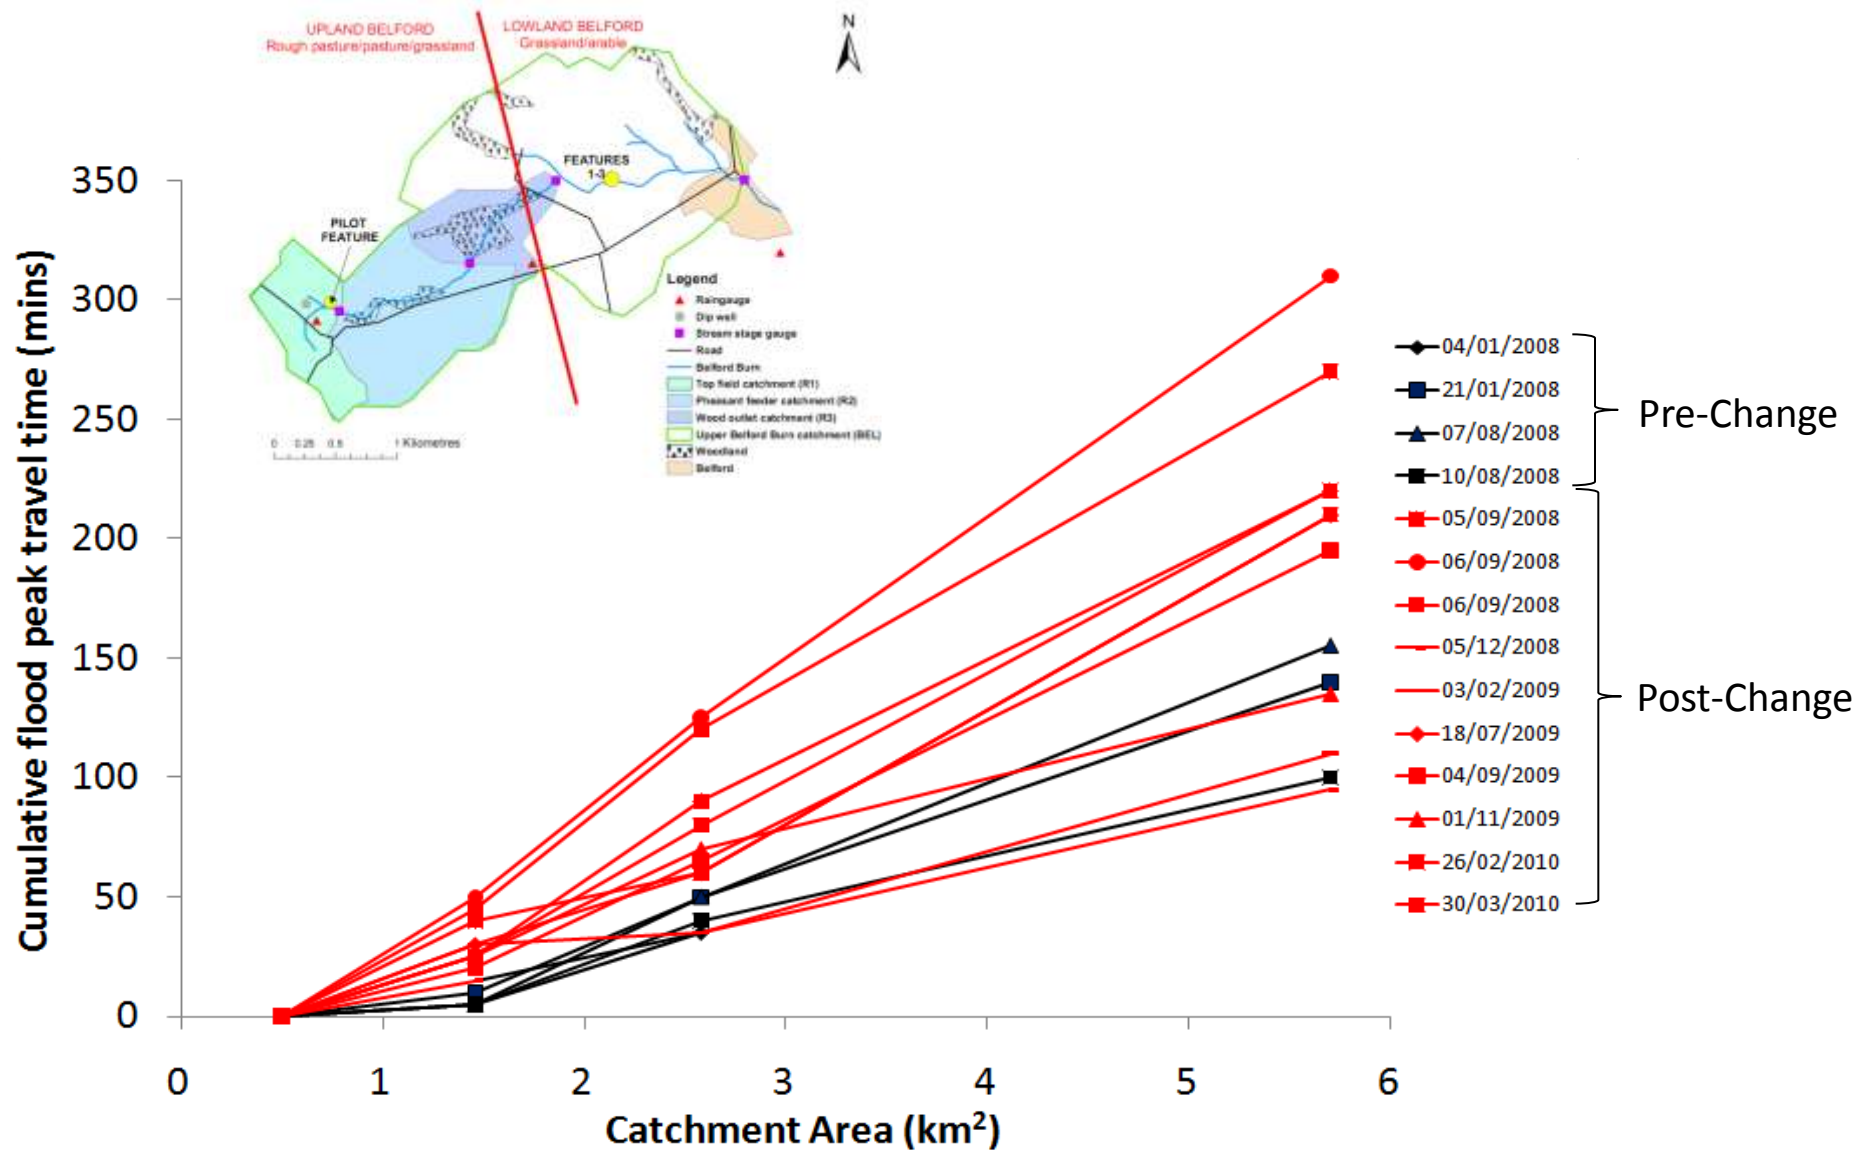 UPLAND BELFORD
Rough pasture/pasture/grassland
LOWLAND BELFORD
Grassland/arable
N
FEATURES
1-3
PILOT
FEATURE
Legend
Raingauge
Dip well
Stream stage gauge
Road
Belford Burn
Top field catchment (R1)
Pheasant feeder catchment (R2)
Wood outlet catchment (R3)
Upper Belford Burn catchment (BEL)
Woodland
Belford
0 0.25 0.5 1 Kilometres
Cumulative flood peak travel time (mins)
350
300
250
200
150
100
50
0
0 1 2 3 4 5 6
Catchment Area (km²)
04/01/2008
21/01/2008
07/08/2008
10/08/2008
05/09/2008
06/09/2008
06/09/2008
05/12/2008
03/02/2009
18/07/2009
04/09/2009
01/11/2009
26/02/2010
30/03/2010
Pre-Change
Post-Change